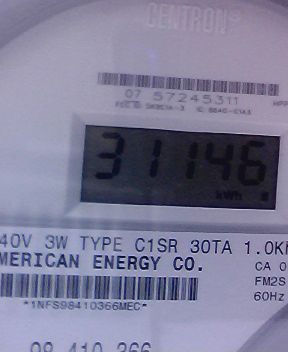 CENTRON®
07 57245311
31146
kWh
40V 3W TYPE C1SR 30TA 1.0K
MERICAN ENERGY CO. CA 0
FM2S
60Hz
*1NFS98410366MEC*
98 410 366